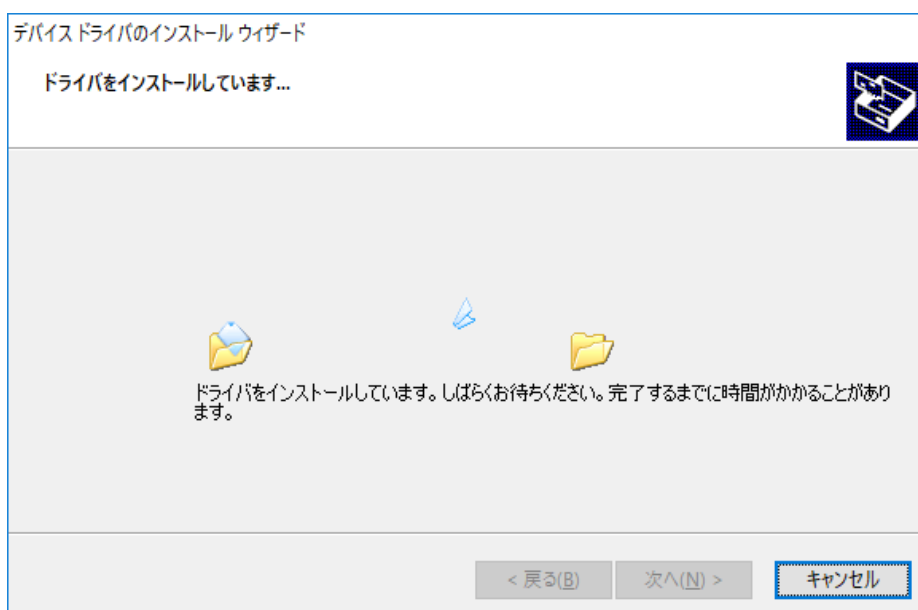 デバイス ドライバのインストール ウィザード
ドライバをインストールしています...
ドライバをインストールしています。しばらくお待ちください。完了するまでに時間がかかることがあり
ます。
< 戻る(B)
次へ(N) >
キャンセル